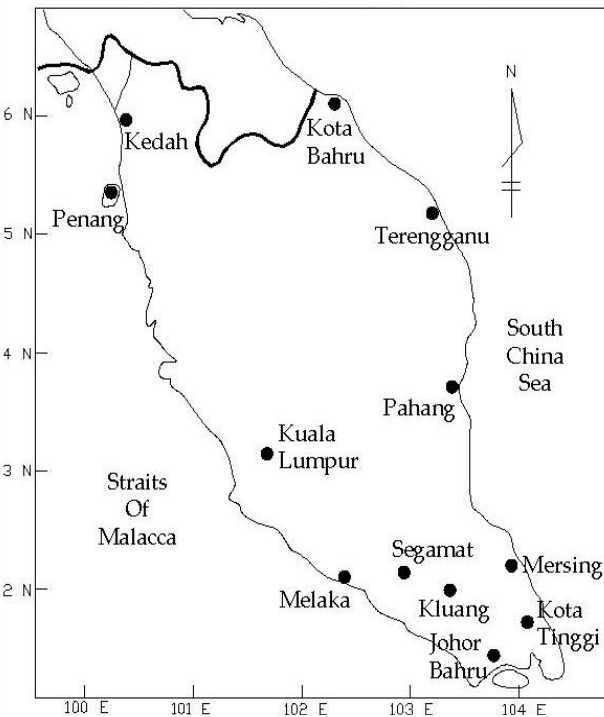 N
6 N
Kedah
Kota
Bahru
Penang
Terengganu
5 N
South
China
Sea
4 N
Pahang
Kuala
Lumpur
3 N
Straits
Of
Malacca
Segamat
Mersing
2 N
Melaka
Kluang
Kota
Tinggi
Johor
Bahru
100 E
101 E
102 E
103 E
104 E